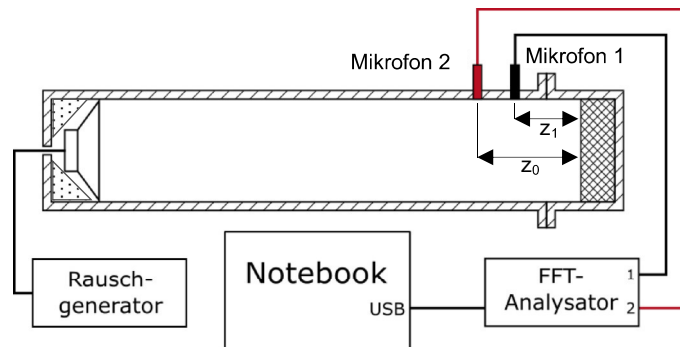 Mikrofon 2
Mikrofon 1
z1
z0
Rausch-
generator
Notebook
USB
FFT-
Analysator
1
2